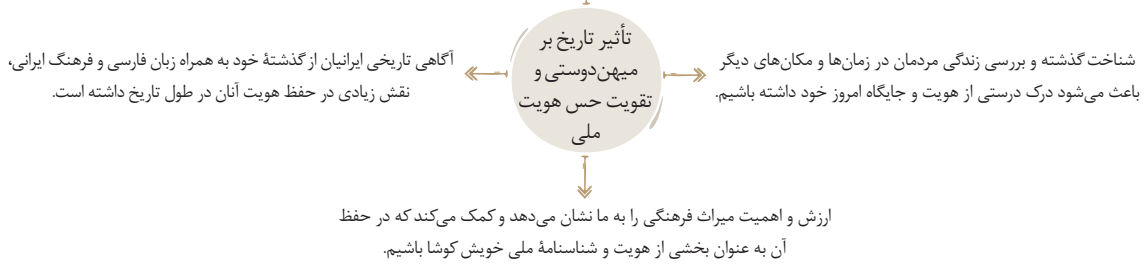 تأثیر تاریخ بر
میهن‌دوستی و
تقویت حس هویت
ملی
شناخت گذشته و بررسی زندگی مردمان در زمان‌ها و مکان‌های دیگر
باعث می‌شود درک درستی از هویت و جایگاه امروز خود داشته باشیم.
آگاهی تاریخی ایرانیان از گذشتهٔ خود به همراه زبان فارسی و فرهنگ ایرانی،
نقش زیادی در حفظ هویت آنان در طول تاریخ داشته است.
ارزش و اهمیت میراث فرهنگی را به ما نشان می‌دهد و کمک می‌کند که در حفظ
آن به عنوان بخشی از هویت و شناسنامهٔ ملی خویش کوشا باشیم.